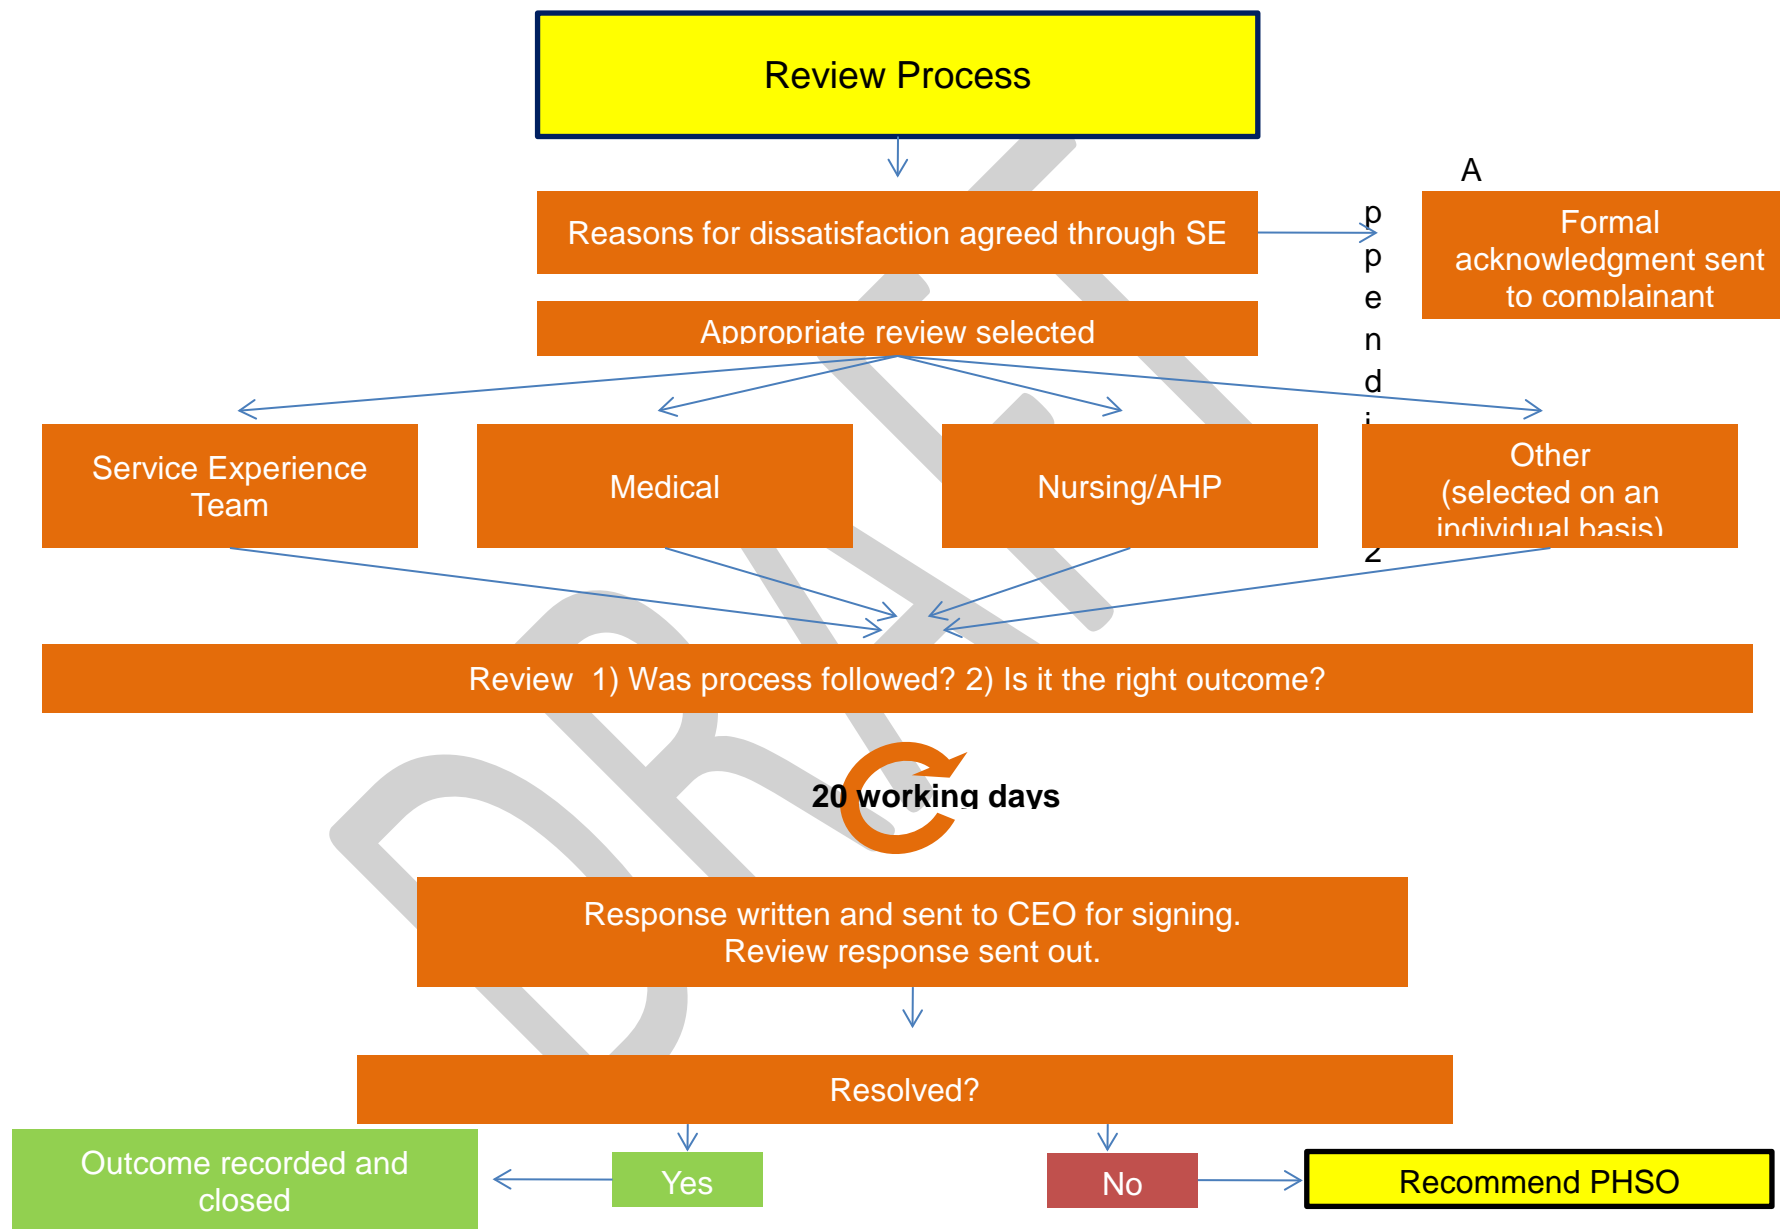 Review Process
A
p
p
e
n
d
i
2
Reasons for dissatisfaction agreed through SE
Formal
acknowledgment sent
to complainant
Appropriate review selected
Service Experience
Team
Medical
Nursing/AHP
Other
(selected on an
individual basis)
Review  1) Was process followed? 2) Is it the right outcome?
20 working days
Response written and sent to CEO for signing.
Review response sent out.
Resolved?
Outcome recorded and
closed
Yes
No
Recommend PHSO
DRAFT